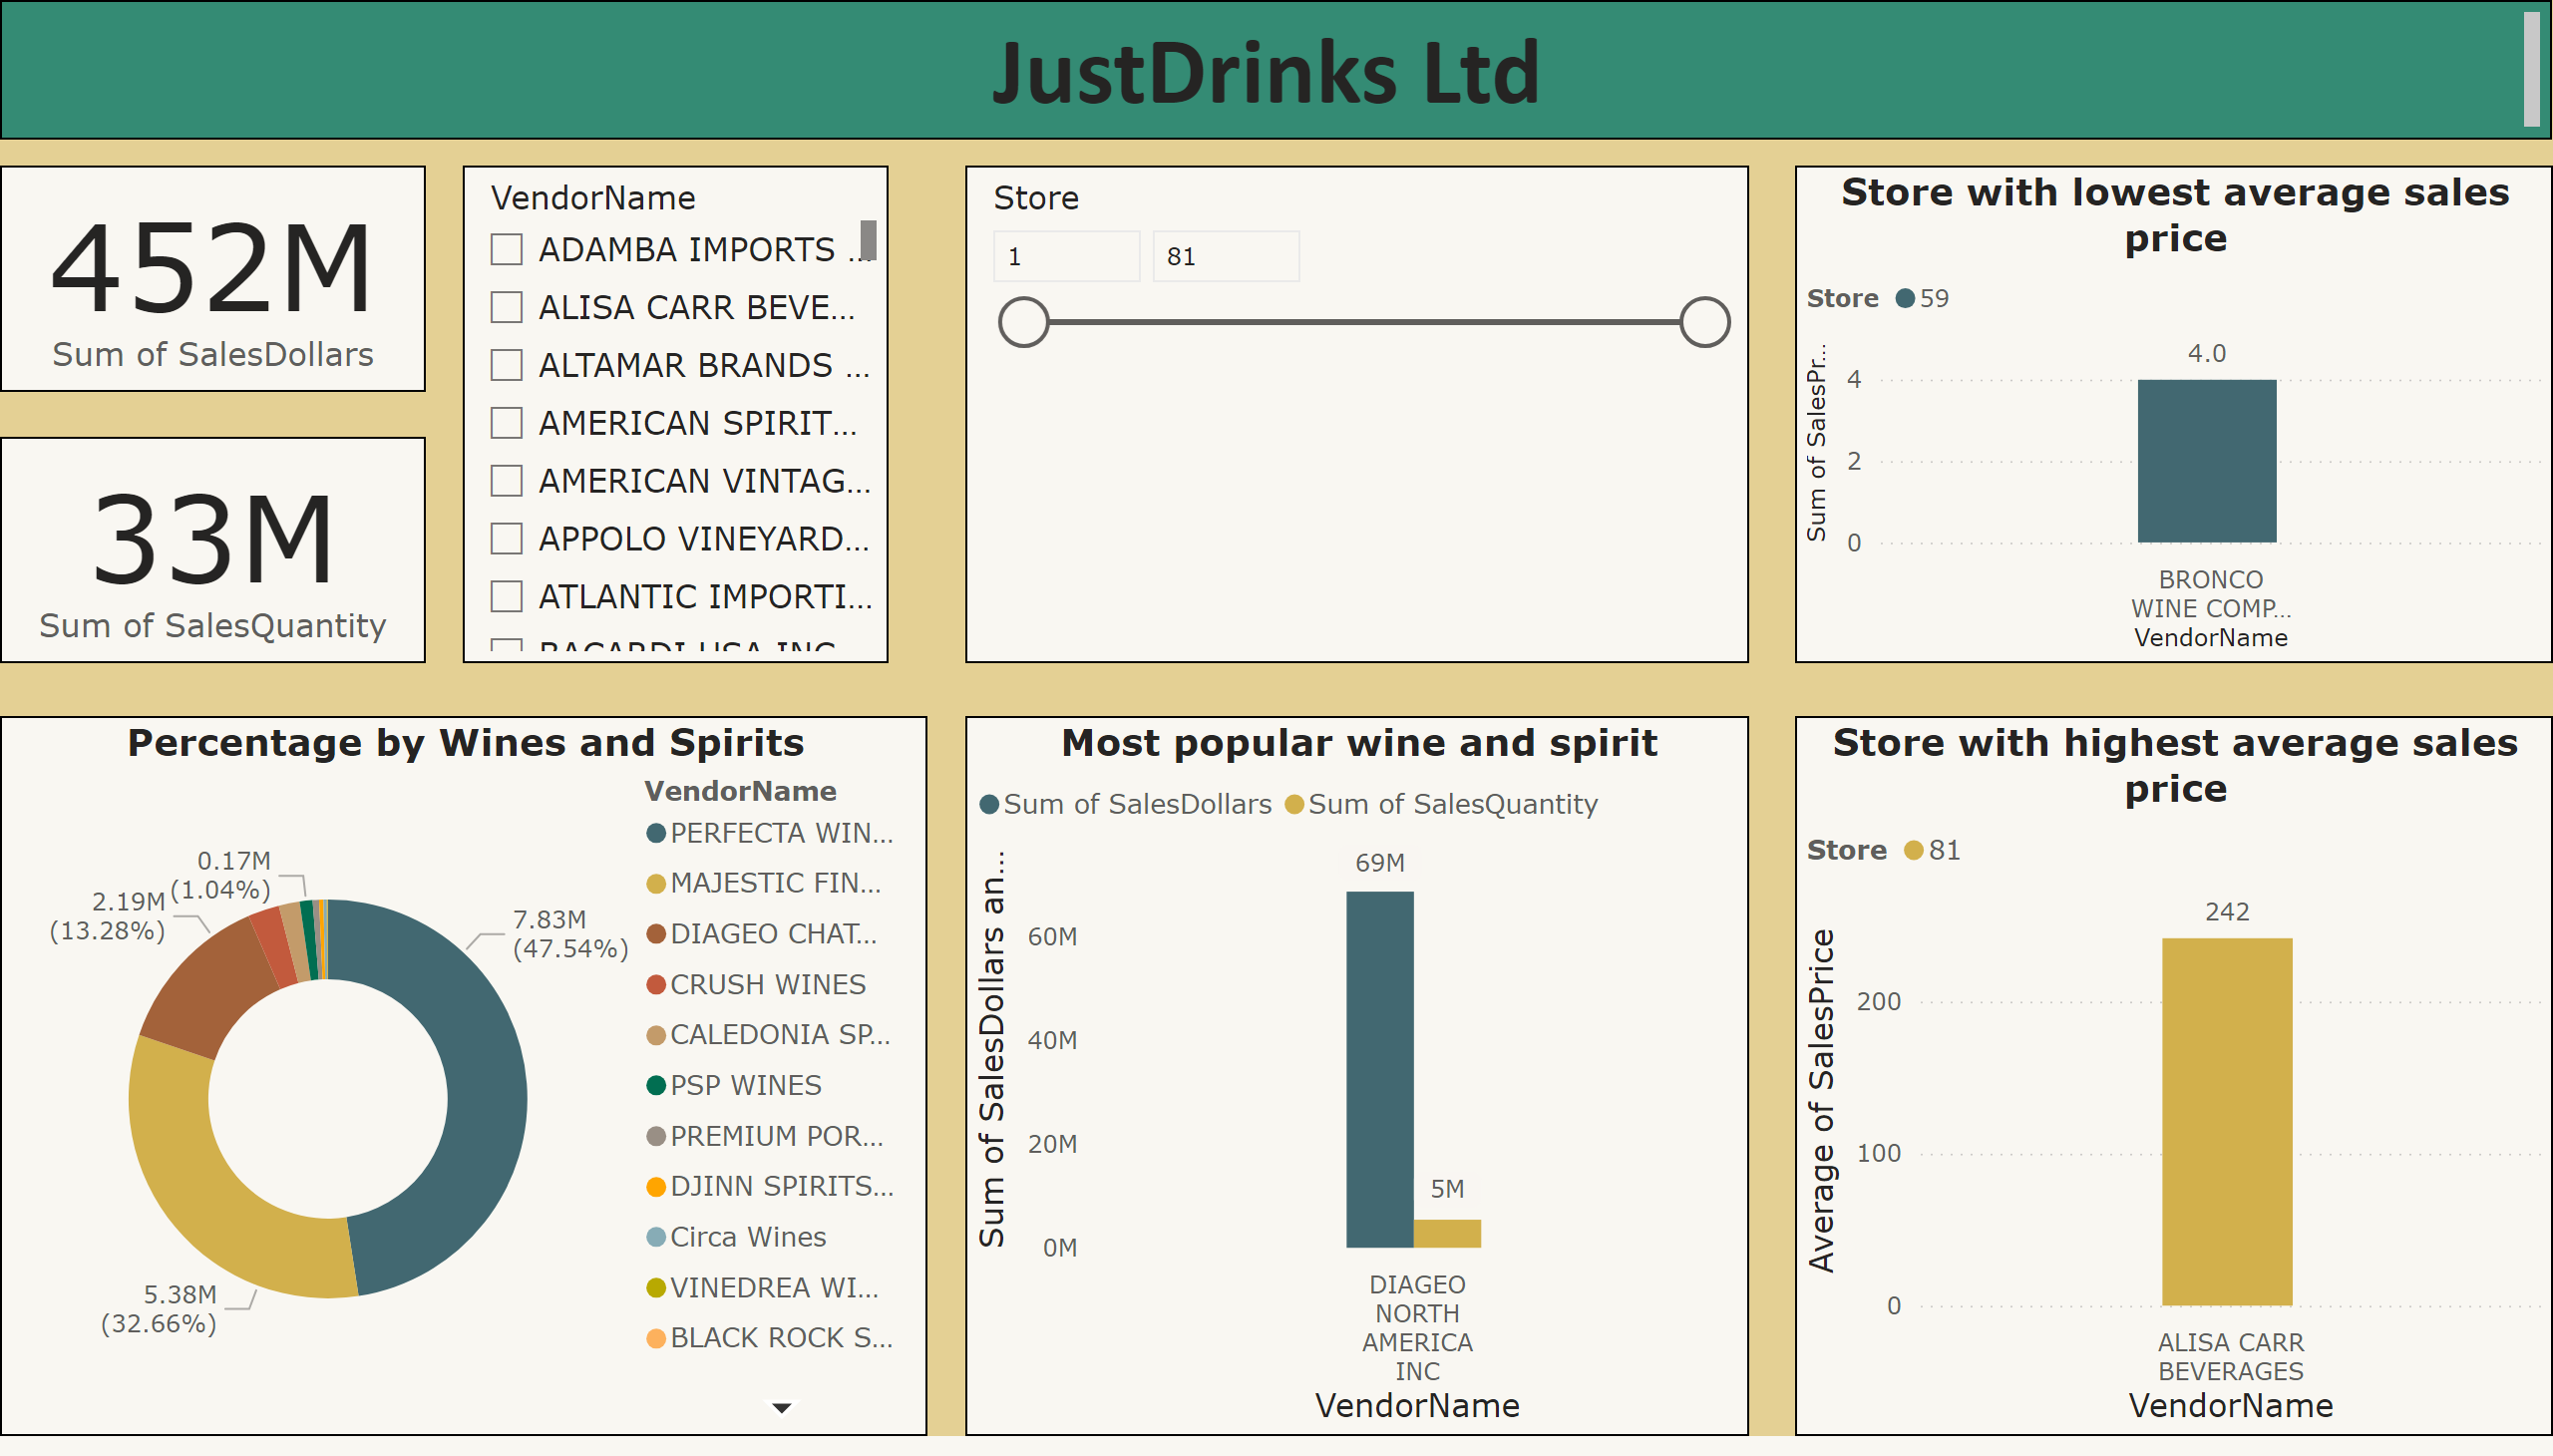 JustDrinks Ltd
452M
Sum of SalesDollars
33M
Sum of SalesQuantity
VendorName
ADAMBA IMPORTS ...
ALISA CARR BEVE...
ALTAMAR BRANDS ...
AMERICAN SPIRIT...
AMERICAN VINTAG...
APPOLO VINEYARD...
ATLANTIC IMPORTI...
BACARDI USA INC
Store
1
81
Store with lowest average sales
price
Store 59
Sum of SalesPr...
4.0
4
2
0
BRONCO
WINE COMP...
VendorName
Percentage by Wines and Spirits
VendorName
PERFECTA WIN...
MAJESTIC FIN...
DIAGEO CHAT...
CRUSH WINES
CALEDONIA SP...
PSP WINES
PREMIUM POR...
DJINN SPIRITS...
Circa Wines
VINEDREA WI...
BLACK ROCK S...
0.17M
(1.04%)
2.19M
(13.28%)
7.83M
(47.54%)
5.38M
(32.66%)
Most popular wine and spirit
Sum of SalesDollars Sum of SalesQuantity
Sum of SalesDollars an...
69M
60M
40M
20M
5M
0M
DIAGEO
NORTH
AMERICA
INC
VendorName
Store with highest average sales
price
Store 81
Average of SalesPrice
242
200
100
0
ALISA CARR
BEVERAGES
VendorName